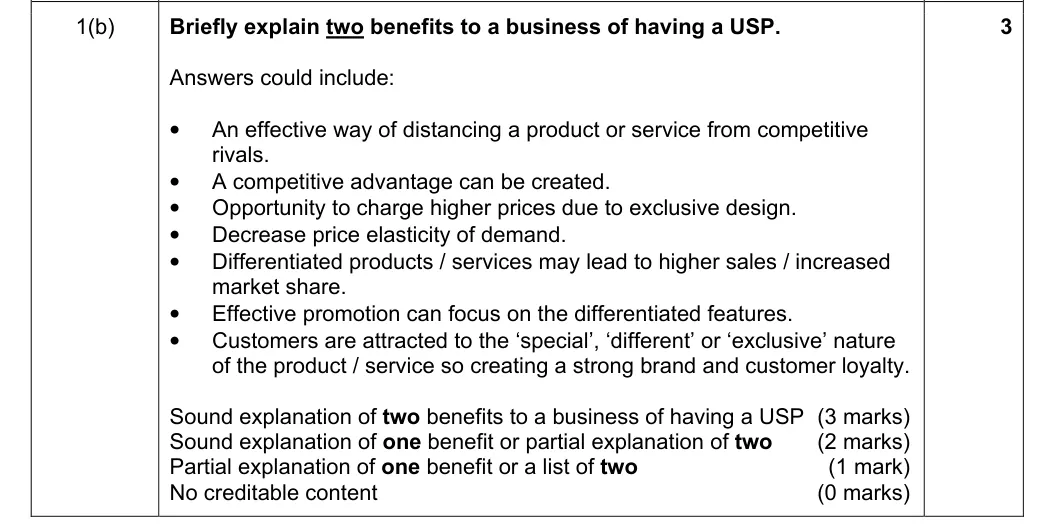 1(b) Briefly explain two benefits to a business of having a USP. 3
Answers could include:
• An effective way of distancing a product or service from competitive
rivals.
• A competitive advantage can be created.
• Opportunity to charge higher prices due to exclusive design.
• Decrease price elasticity of demand.
• Differentiated products / services may lead to higher sales / increased
market share.
• Effective promotion can focus on the differentiated features.
• Customers are attracted to the ‘special’, ‘different’ or ‘exclusive’ nature
of the product / service so creating a strong brand and customer loyalty.
Sound explanation of two benefits to a business of having a USP (3 marks)
Sound explanation of one benefit or partial explanation of two (2 marks)
Partial explanation of one benefit or a list of two (1 mark)
No creditable content (0 marks)